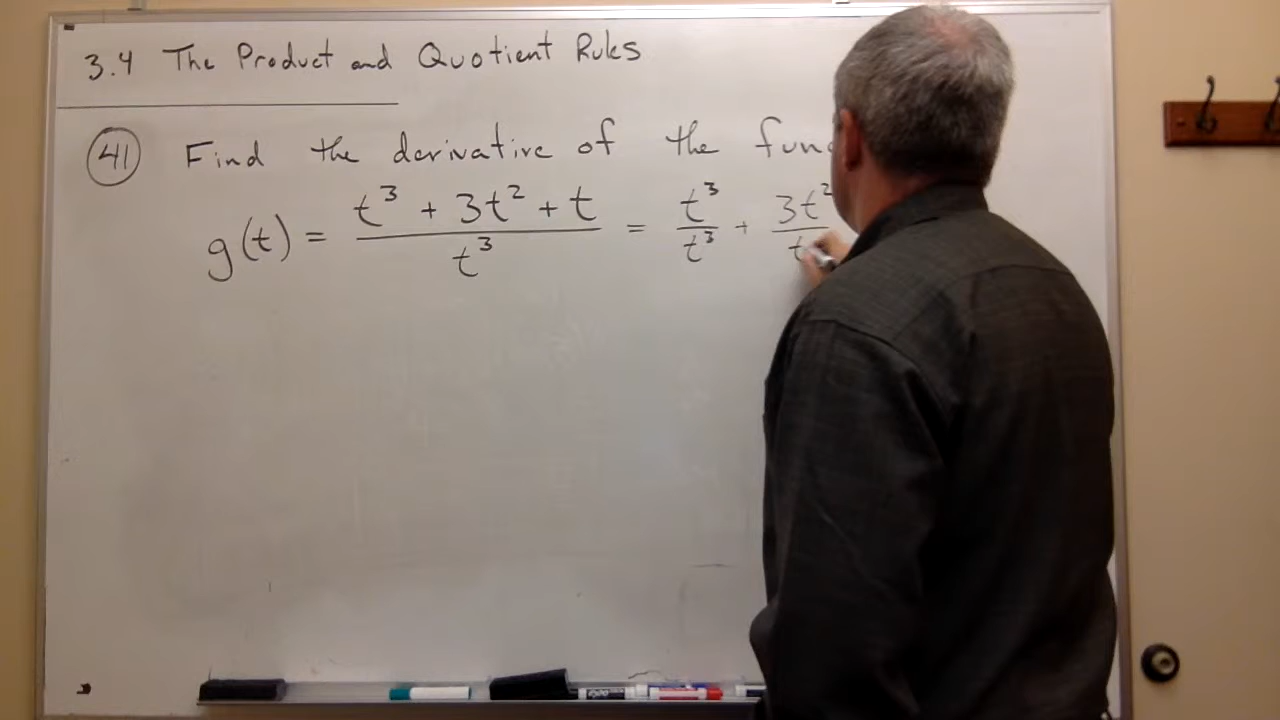 3.4 The Product and Quotient Rules
41 Find the derivative of the func
g(t) = (t³ + 3t² + t)/t³ = t³/t³ + 3t²/t